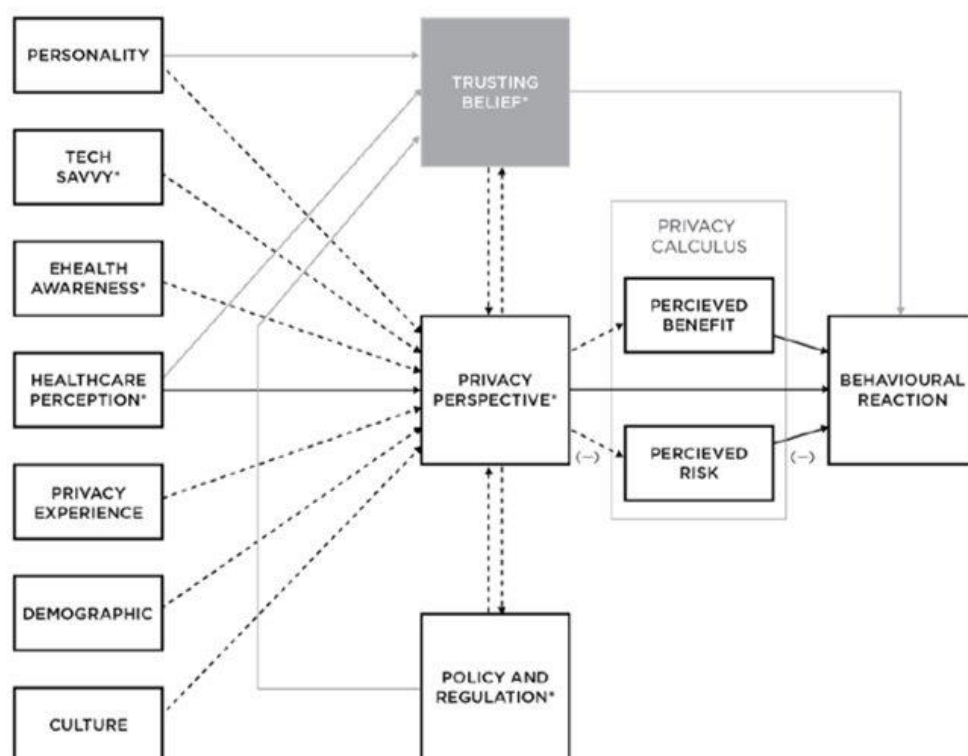 PERSONALITY
TRUSTING
BELIEF*
TECH
SAVVY*
PRIVACY
CALCULUS
EHEALTH
AWARENESS*
PERCIEVED
BENEFIT
HEALTHCARE
PERCEPTION*
PRIVACY
PERSPECTIVE*
BEHAVIOURAL
REACTION
(−)
PERCIEVED
RISK
(−)
PRIVACY
EXPERIENCE
DEMOGRAPHIC
POLICY AND
REGULATION*
CULTURE